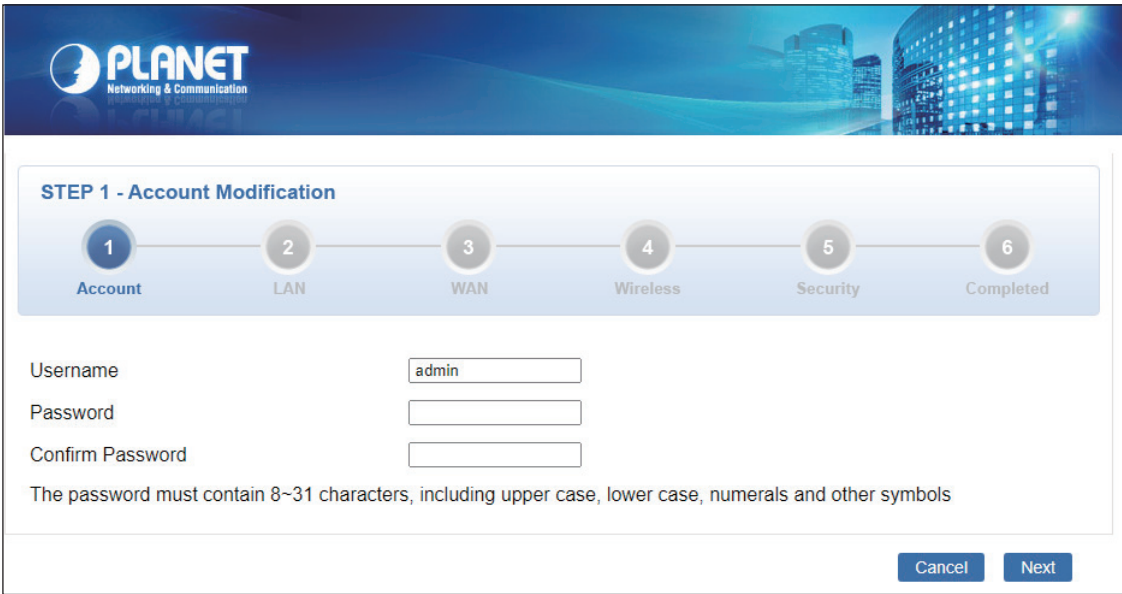 PLANET
Networking & Communication
STEP 1 - Account Modification
1 2 3 4 5 6
Account LAN WAN Wireless Security Completed
Username admin
Password
Confirm Password
The password must contain 8~31 characters, including upper case, lower case, numerals and other symbols
Cancel Next